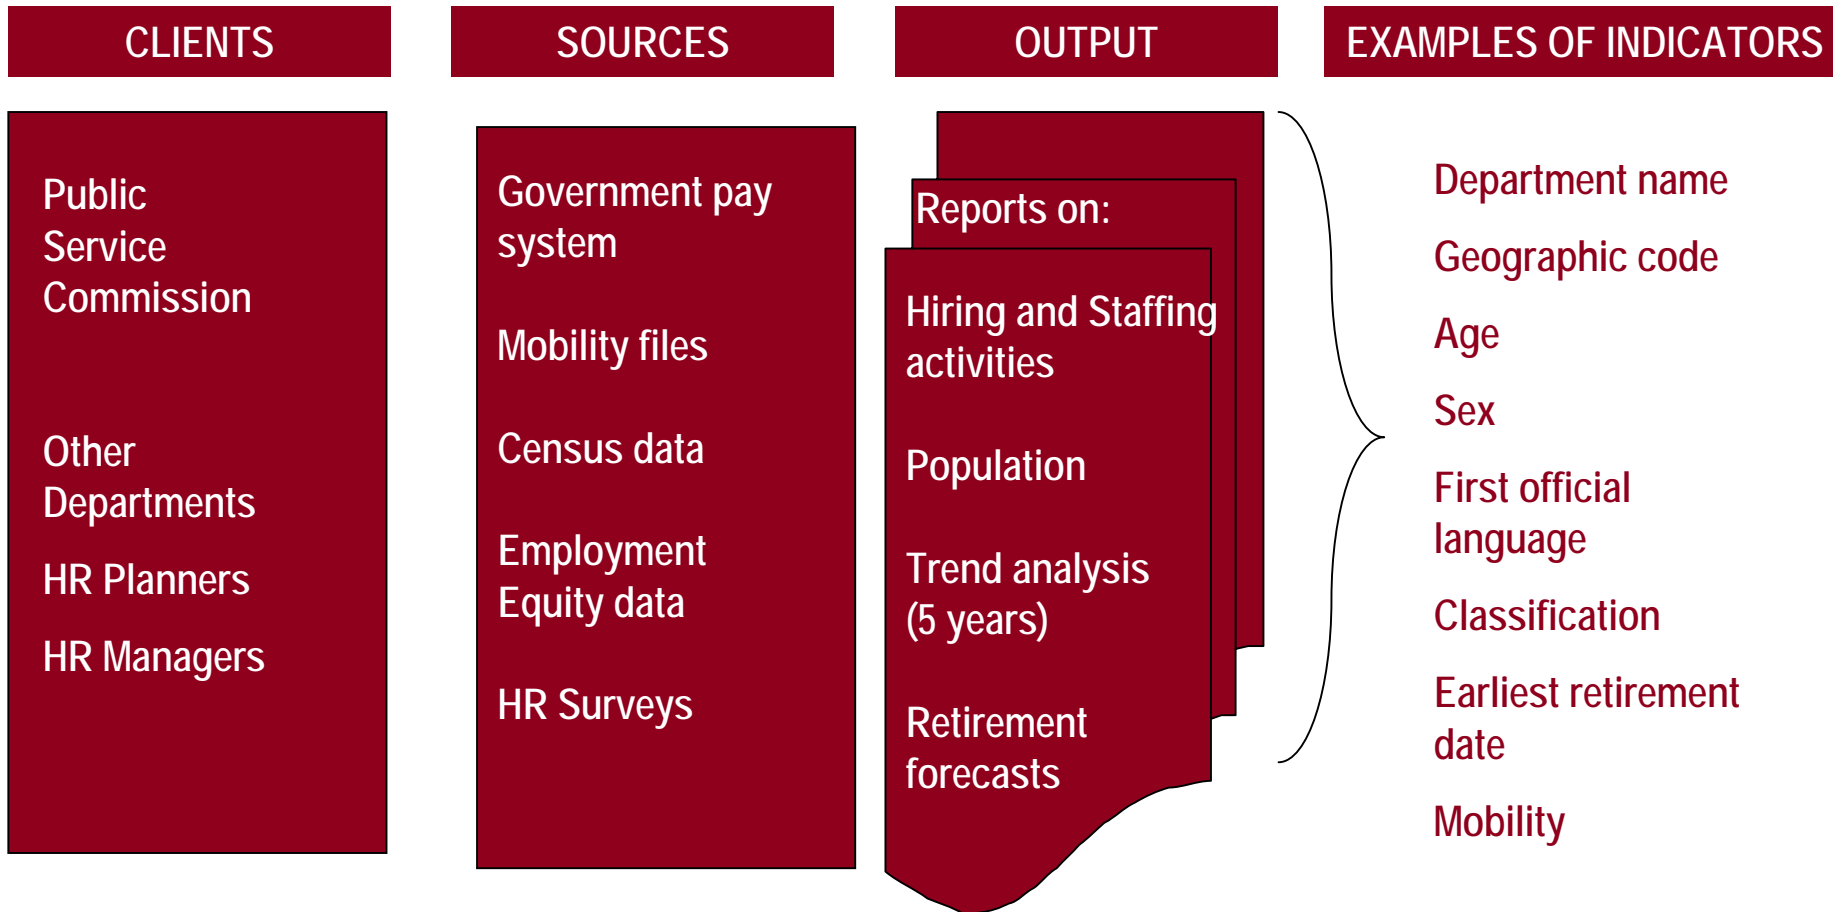 CLIENTS
SOURCES
OUTPUT
EXAMPLES OF INDICATORS
Public
Service
Commission
Other
Departments
HR Planners
HR Managers
Government pay
system
Mobility files
Census data
Employment
Equity data
HR Surveys
Reports on:
Hiring and Staffing
activities
Population
Trend analysis
(5 years)
Retirement
forecasts
Department name
Geographic code
Age
Sex
First official
language
Classification
Earliest retirement
date
Mobility